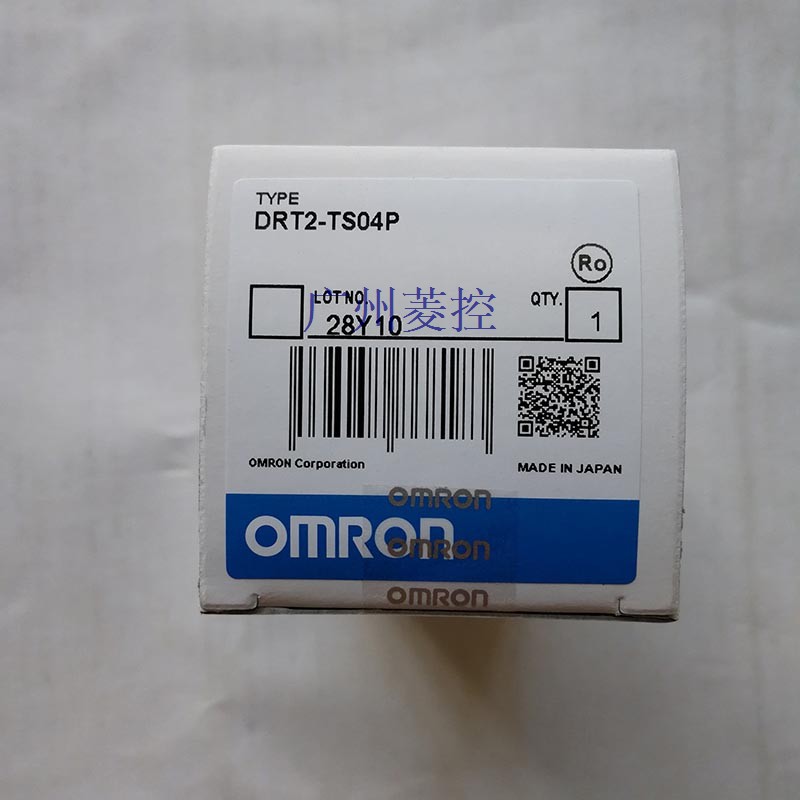 TYPE
DRT2-TS04P
Ro
LOT NO.
28Y10
QTY.
1
广州菱控
OMRON Corporation
MADE IN JAPAN
OMRON
OMRON
OMRON
OMRON